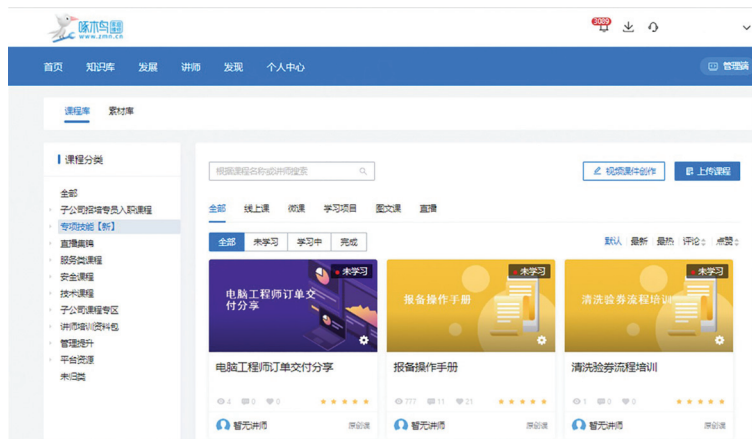 啄木鸟
www.zmn.cn
3089
首页 知识库 发展 讲师 发现 个人中心
管理端
课程库 素材库
课程分类
全部
子公司招培专员入职课程
专项技能【新】
直播集锦
服务类课程
安全课程
技术课程
子公司课程专区
讲师培训资料包
管理提升
平台资源
未归类
根据课程名称或讲师搜索
视频课件创作
上传课程
全部 线上课 微课 学习项目 图文课 直播
全部 未学习 学习中 完成
默认 最新 最热 评论 点赞
未学习
电脑工程师订单交
付分享
电脑工程师订单交付分享
4 0 0
暂无讲师 原创课
未学习
报备操作手册
报备操作手册
777 11 21
暂无讲师 原创课
未学习
清洗验券流程培训
清洗验券流程培训
1 0 0
暂无讲师 原创课